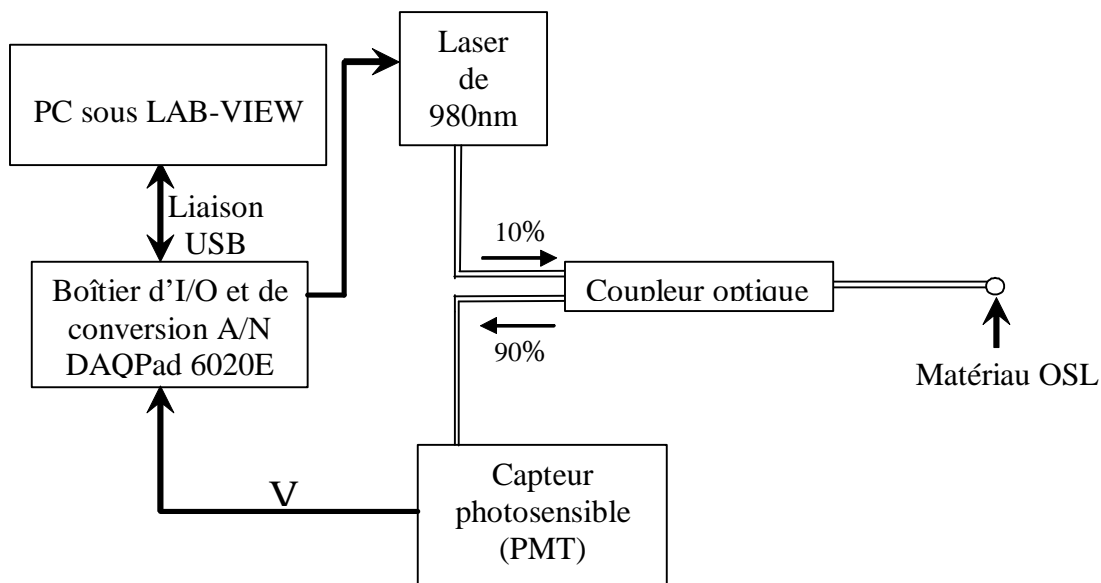 Laser
de
980nm
PC sous LAB-VIEW
Liaison
USB
10%
Boîtier d'I/O et de
conversion A/N
DAQPad 6020E
Coupleur optique
90%
Matériau OSL
V
Capteur
photosensible
(PMT)